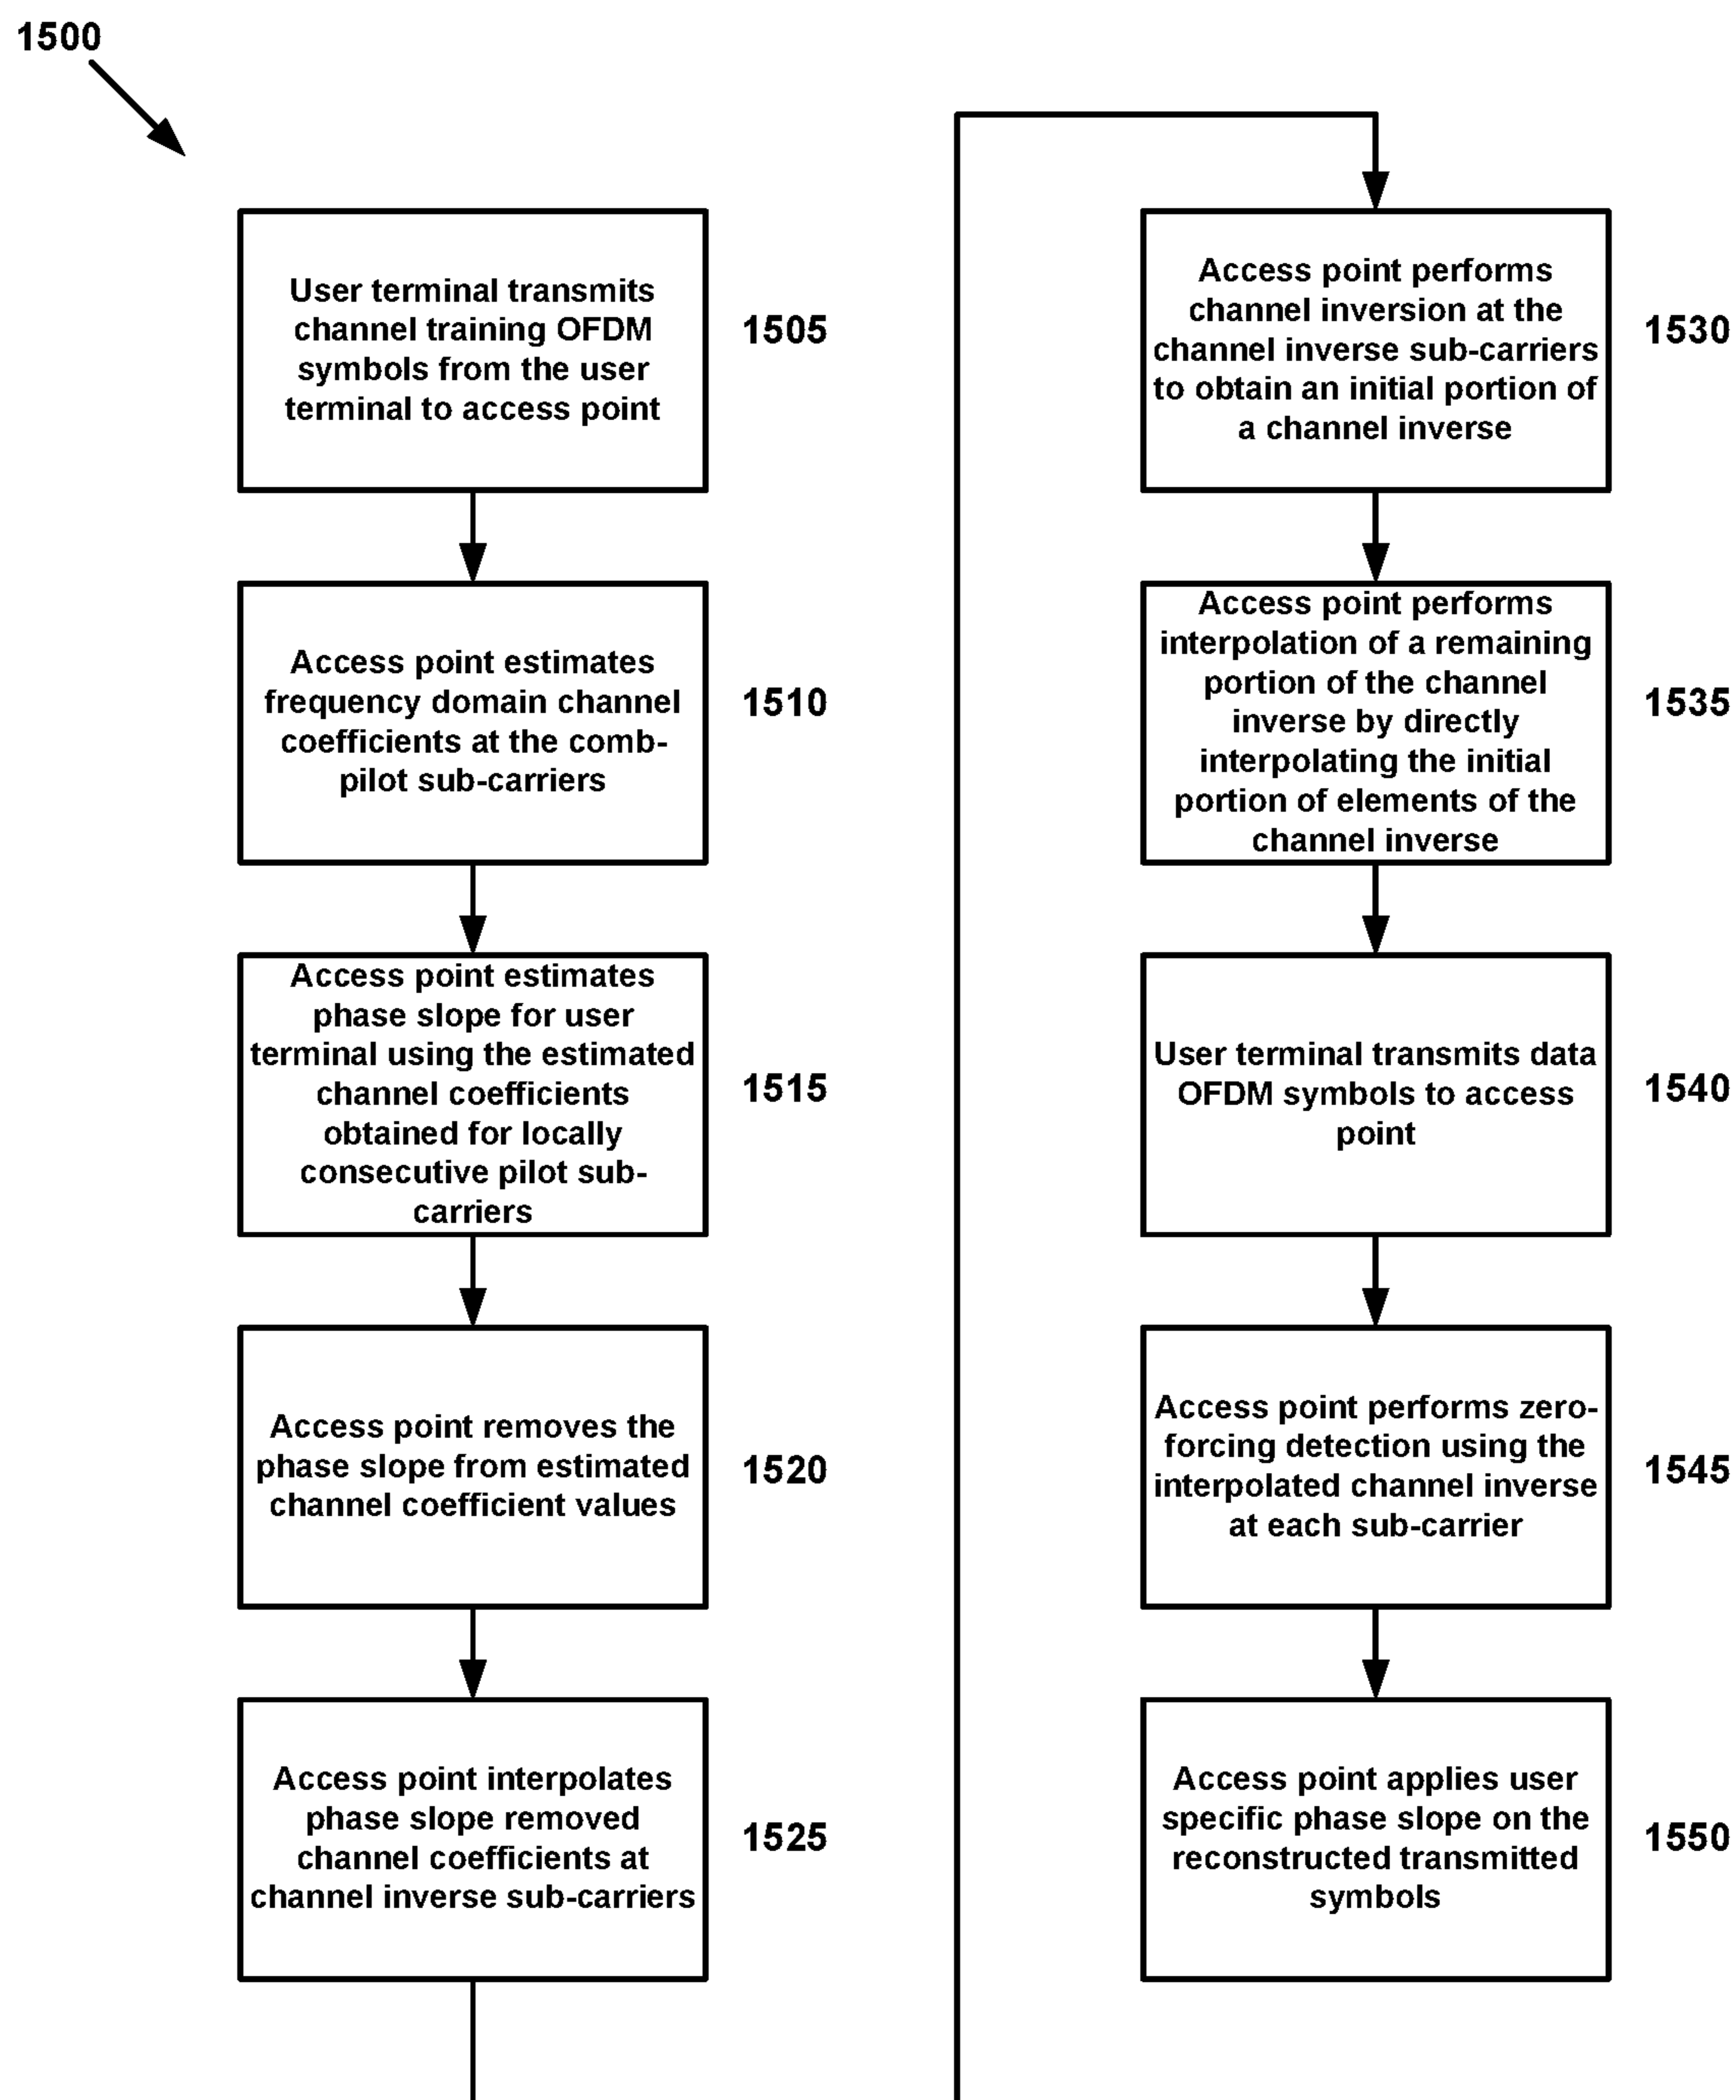 1500
User terminal transmits
channel training OFDM
symbols from the user
terminal to access point
1505
Access point estimates
frequency domain channel
coefficients at the comb-
pilot sub-carriers
1510
Access point estimates
phase slope for user
terminal using the estimated
channel coefficients
obtained for locally
consecutive pilot sub-
carriers
1515
Access point removes the
phase slope from estimated
channel coefficient values
1520
Access point interpolates
phase slope removed
channel coefficients at
channel inverse sub-carriers
1525
Access point performs
channel inversion at the
channel inverse sub-carriers
to obtain an initial portion of
a channel inverse
1530
Access point performs
interpolation of a remaining
portion of the channel
inverse by directly
interpolating the initial
portion of elements of the
channel inverse
1535
User terminal transmits data
OFDM symbols to access
point
1540
Access point performs zero-
forcing detection using the
interpolated channel inverse
at each sub-carrier
1545
Access point applies user
specific phase slope on the
reconstructed transmitted
symbols
1550